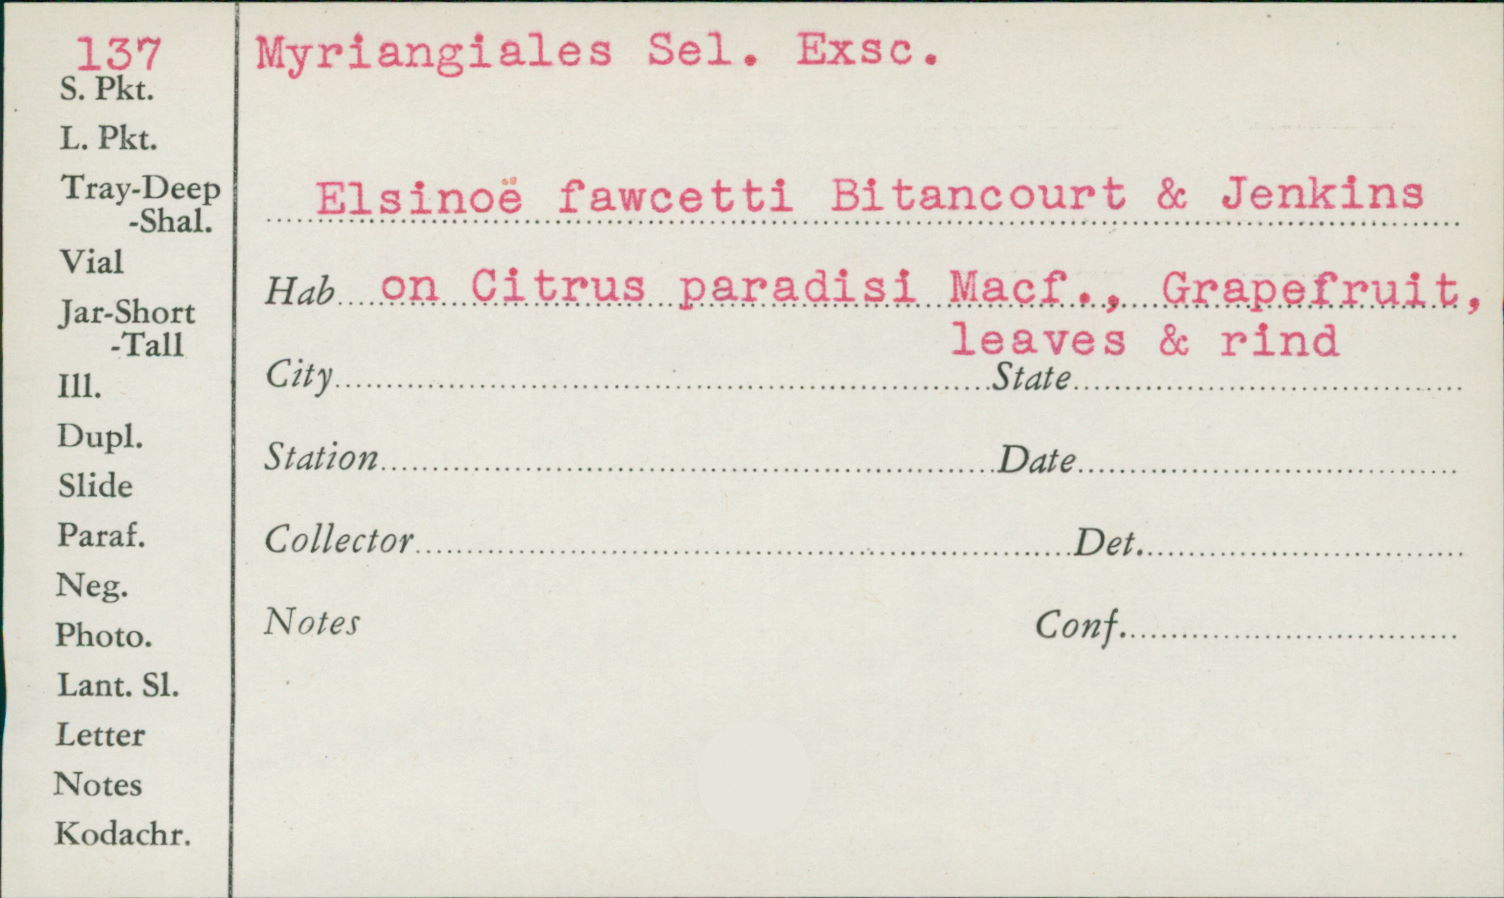 137
S. Pkt.
L. Pkt.
Tray-Deep
-Shal.
Vial
Jar-Short
-Tall
Ill.
Dupl.
Slide
Paraf.
Neg.
Photo.
Lant. Sl.
Letter
Notes
Kodachr.
Myriangiales Sel. Exsc.
Elsinoë fawcetti Bitancourt & Jenkins
Hab on Citrus paradisi Macf., Grapefruit,
leaves & rind
City State
Station Date
Collector Det.
Notes Conf.